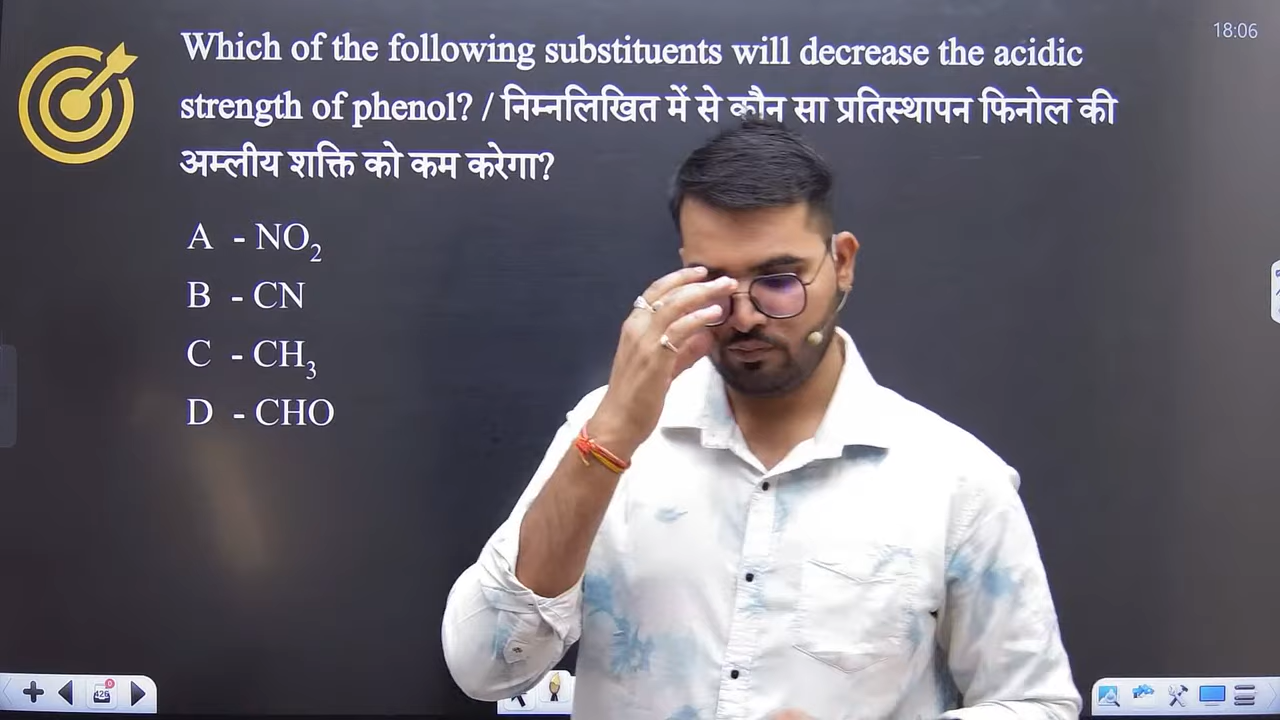 18:06
Which of the following substituents will decrease the acidic
strength of phenol? / निम्नलिखित में से कौन सा प्रतिस्थापन फिनोल की
अम्लीय शक्ति को कम करेगा?
A - NO2
B - CN
C - CH3
D - CHO